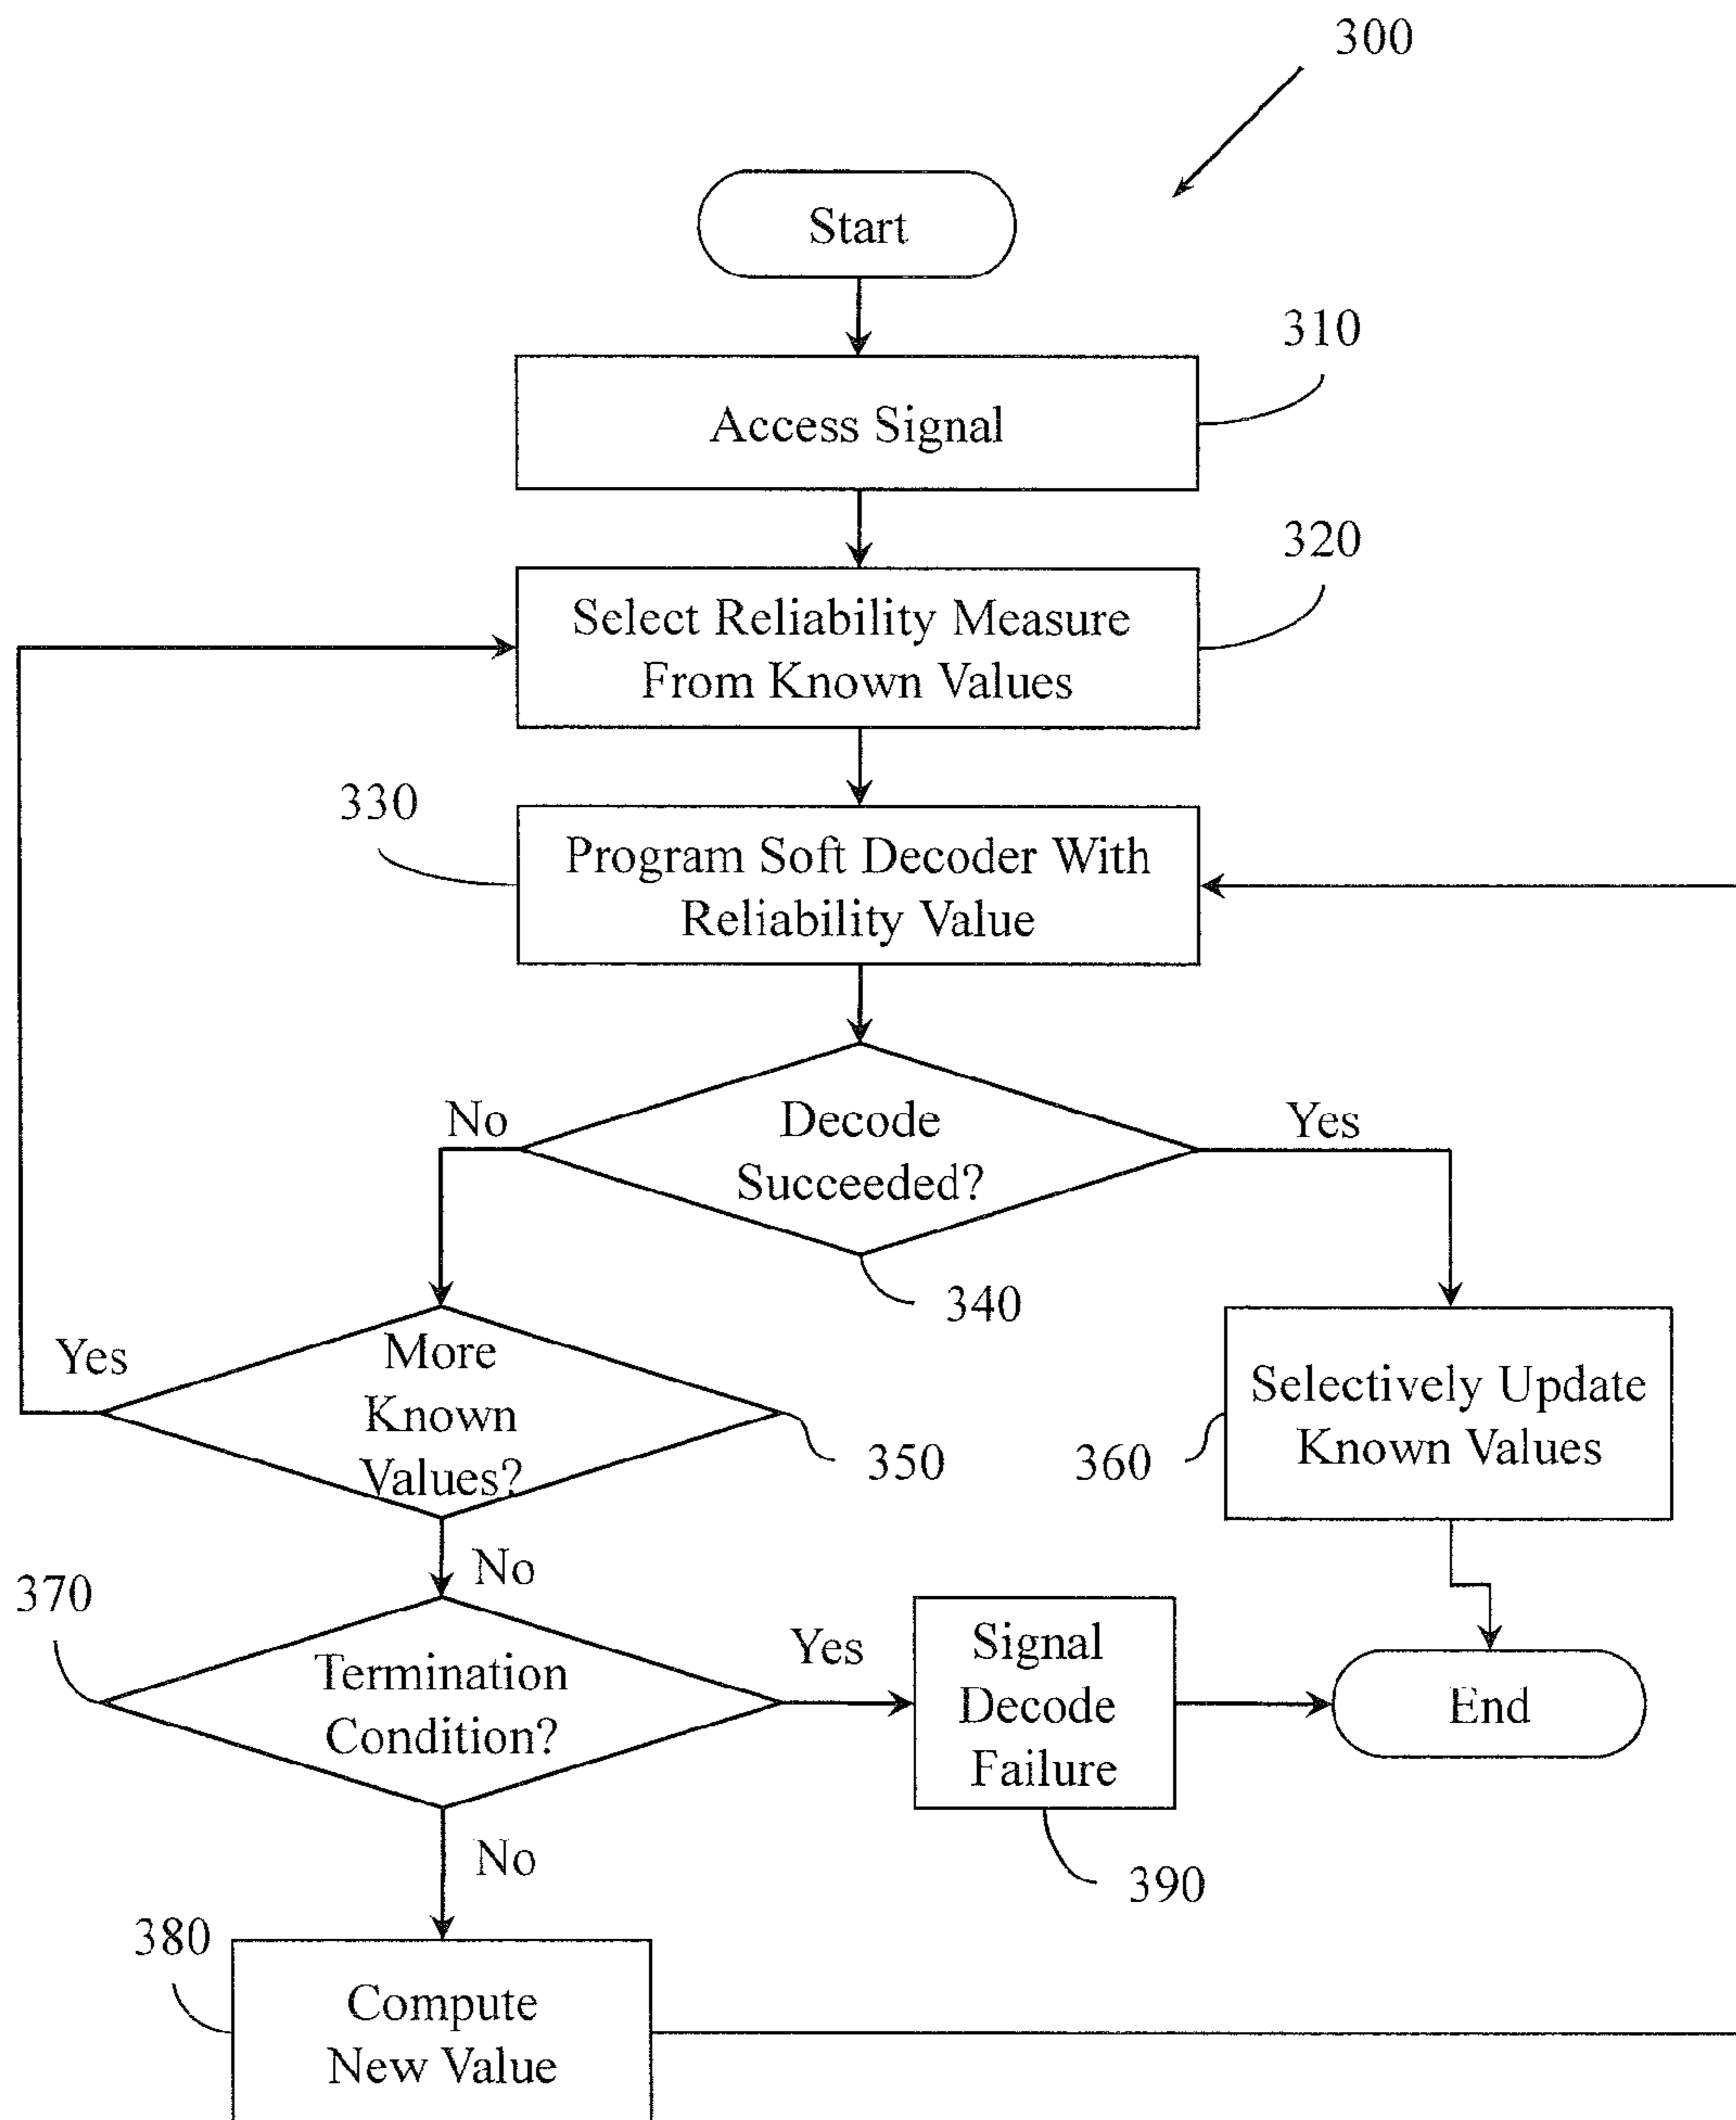 300
Start
310
Access Signal
320
Select Reliability Measure
From Known Values
330
Program Soft Decoder With
Reliability Value
No
Decode
Succeeded?
Yes
340
Yes
More
Known
Values?
350
360
Selectively Update
Known Values
No
370
Termination
Condition?
Yes
Signal
Decode
Failure
End
No
390
380
Compute
New Value